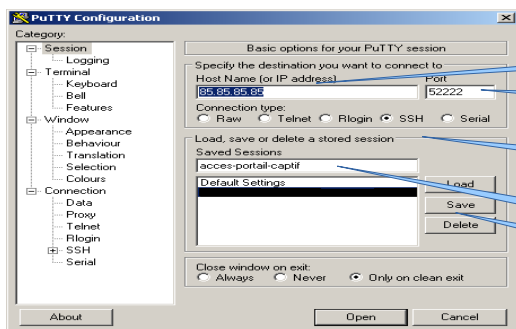 PuTTY Configuration
Category:
Session
Logging
Terminal
Keyboard
Bell
Features
Window
Appearance
Behaviour
Translation
Selection
Colours
Connection
Data
Proxy
Telnet
Rlogin
SSH
Serial
Basic options for your PuTTY session
Specify the destination you want to connect to
Host Name (or IP address) Port
85.85.85.85 52222
Connection type:
Raw Telnet Rlogin SSH Serial
Load, save or delete a stored session
Saved Sessions
acces-portail-captif
Default Settings
Load
Save
Delete
Close window on exit:
Always Never Only on clean exit
About Open Cancel